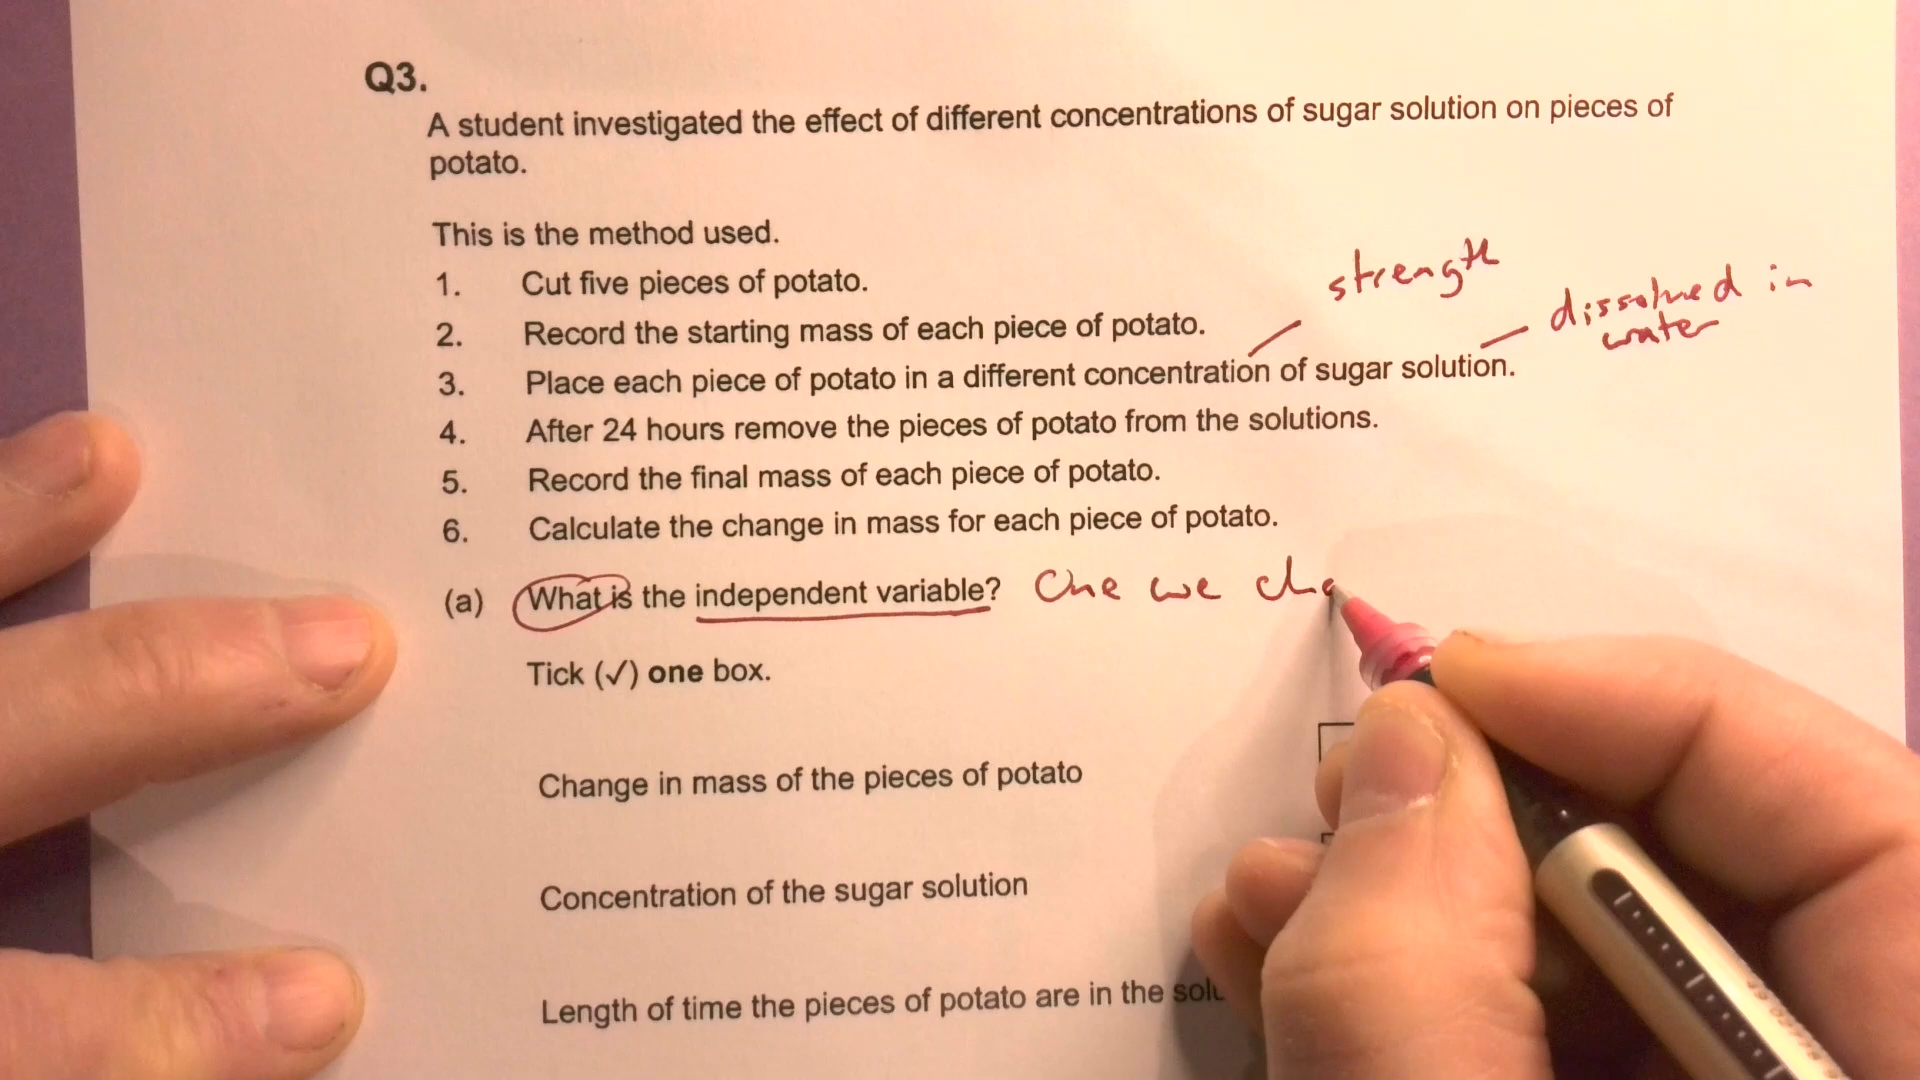 Q3.
A student investigated the effect of different concentrations of sugar solution on pieces of
potato.
This is the method used.
strength
1. Cut five pieces of potato.
dissolved in
water
2. Record the starting mass of each piece of potato.
3. Place each piece of potato in a different concentration of sugar solution.
4. After 24 hours remove the pieces of potato from the solutions.
5. Record the final mass of each piece of potato.
6. Calculate the change in mass for each piece of potato.
(a) What is the independent variable? One we cha
Tick (✓) one box.
Change in mass of the pieces of potato
Concentration of the sugar solution
Length of time the pieces of potato are in the solu